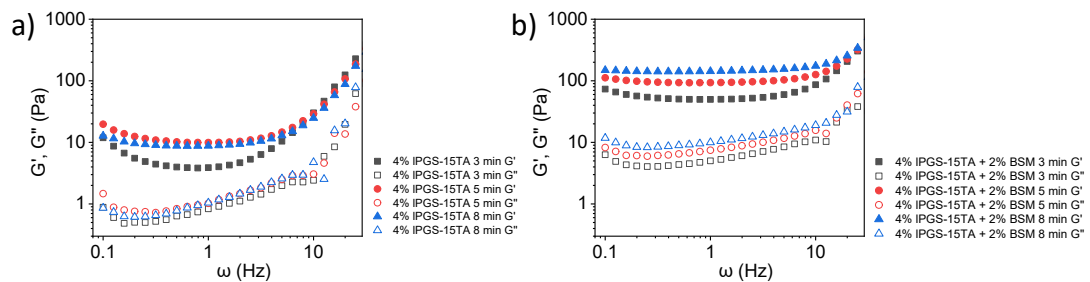 a)
1000
100
10
1
G', G" (Pa)
0.1
1
10
ω (Hz)
4% IPGS-15TA 3 min G'
4% IPGS-15TA 3 min G"
4% IPGS-15TA 5 min G'
4% IPGS-15TA 5 min G"
4% IPGS-15TA 8 min G'
4% IPGS-15TA 8 min G"
b)
1000
100
10
1
G', G" (Pa)
0.1
1
10
ω (Hz)
4% IPGS-15TA + 2% BSM 3 min G'
4% IPGS-15TA + 2% BSM 3 min G"
4% IPGS-15TA + 2% BSM 5 min G'
4% IPGS-15TA + 2% BSM 5 min G"
4% IPGS-15TA + 2% BSM 8 min G'
4% IPGS-15TA + 2% BSM 8 min G"